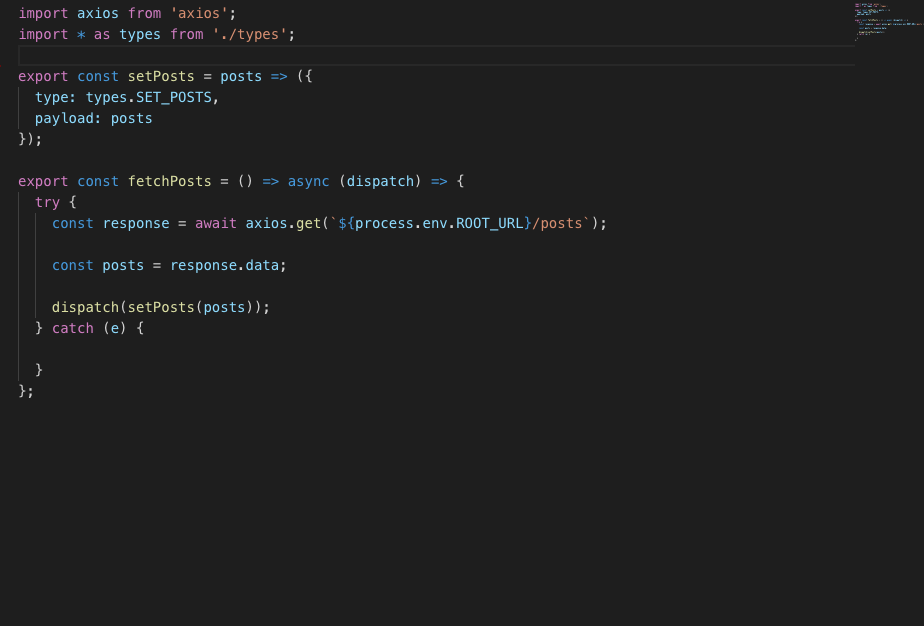 import axios from 'axios';
import * as types from './types';
export const setPosts = posts => ({
  type: types.SET_POSTS,
  payload: posts
});
export const fetchPosts = () => async (dispatch) => {
  try {
    const response = await axios.get(`${process.env.ROOT_URL}/posts`);
    const posts = response.data;
    dispatch(setPosts(posts));
  } catch (e) {
  }
};